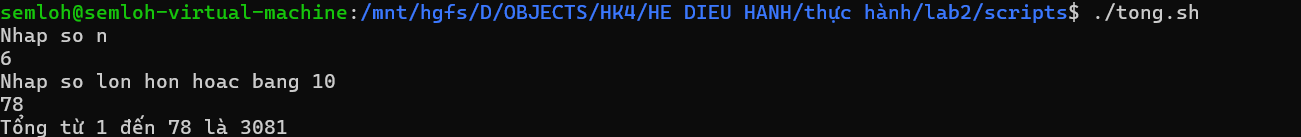 semloh@semloh-virtual-machine:/mnt/hgfs/D/OBJECTS/HK4/HE DIEU HANH/thực hành/lab2/scripts$ ./tong.sh
Nhap so n
6
Nhap so lon hon hoac bang 10
78
Tổng từ 1 đến 78 là 3081